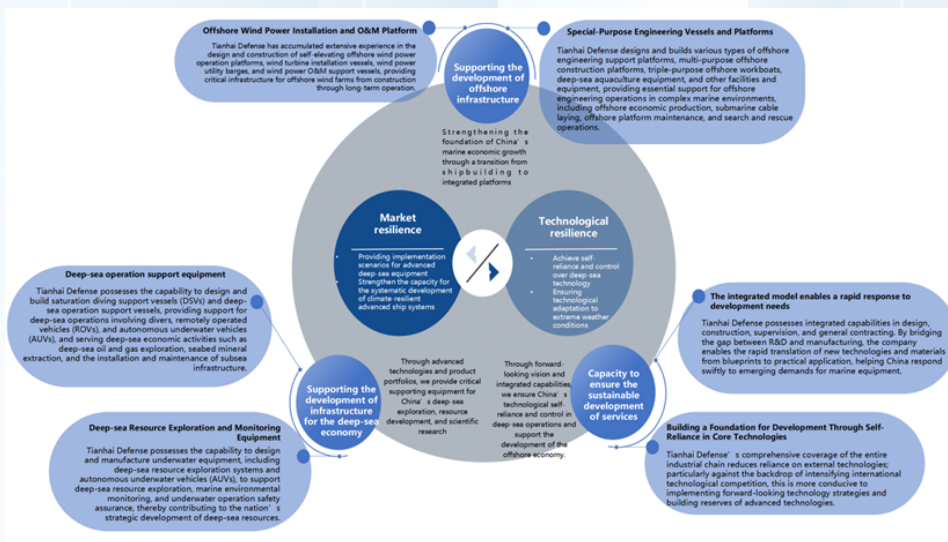 Offshore Wind Power Installation and O&M Platform
Tianhai Defense has accumulated extensive experience in the
design and construction of self-elevating offshore wind power
operation platforms, wind turbine installation vessels, wind power
utility barges, and wind power O&M support vessels, providing
critical infrastructure for offshore wind farms from construction
through long-term operation.
Supporting the
development of
offshore
infrastructure
Special-Purpose Engineering Vessels and Platforms
Tianhai Defense designs and builds various types of offshore
engineering support platforms, multi-purpose offshore
construction platforms, triple-purpose offshore workboats,
deep-sea aquaculture equipment, and other facilities and
equipment, providing essential support for offshore
engineering operations in complex marine environments,
including offshore economic production, submarine cable
laying, offshore platform maintenance, and search and rescue
operations.
Strengthening the
foundation of China's
marine economic growth
through a transition from
shipbuilding to
integrated platforms
Market
resilience
• Providing implementation
scenarios for advanced
deep-sea equipment
• Strengthen the capacity for
the systematic development
of climate resilient
advanced ship systems
Technological
resilience
• Achieve self-
reliance and control
over deep-sea
technology
• Ensuring
technological
adaptation to
extreme weather
conditions
Deep-sea operation support equipment
Tianhai Defense possesses the capability to design and
build saturation diving support vessels (DSVs) and deep-
sea operation support vessels, providing support for
deep-sea operations involving divers, remotely operated
vehicles (ROVs), and autonomous underwater vehicles
(AUVs), and serving deep-sea economic activities such as
deep-sea oil and gas exploration, seabed mineral
extraction, and the installation and maintenance of subsea
infrastructure.
Supporting the
development of
infrastructure
for the deep-sea
economy
Deep-sea Resource Exploration and Monitoring
Equipment
Tianhai Defense possesses the capability to design
and manufacture underwater equipment, including
deep-sea resource exploration systems and
autonomous underwater vehicles (AUVs), to support
deep-sea resource exploration, marine environmental
monitoring, and underwater operation safety
assurance, thereby contributing to the nation's
strategic development of deep-sea resources.
Through advanced
technologies and product
portfolios, we provide critical
supporting equipment for
China's deep-sea
exploration, resource
development, and scientific
research
Through forward-
looking vision and
integrated capabilities,
we ensure China's
technological self-
reliance and control in
deep-sea operations and
support the
development of the
offshore economy.
Capacity to
ensure the
sustainable
development
of services
The integrated model enables a rapid response to
development needs
Tianhai Defense possesses integrated capabilities in design,
construction, supervision, and general contracting. By bridging
the gap between R&D and manufacturing, the company
enables the rapid translation of new technologies and materials
from blueprints to practical application, helping China respond
swiftly to emerging demands for marine equipment.
Building a Foundation for Development Through Self-
Reliance in Core Technologies
Tianhai Defense's comprehensive coverage of the entire
industrial chain reduces reliance on external technologies;
particularly against the backdrop of intensifying international
technological competition, this is more conducive to
implementing forward-looking technology strategies and
building reserves of advanced technologies.